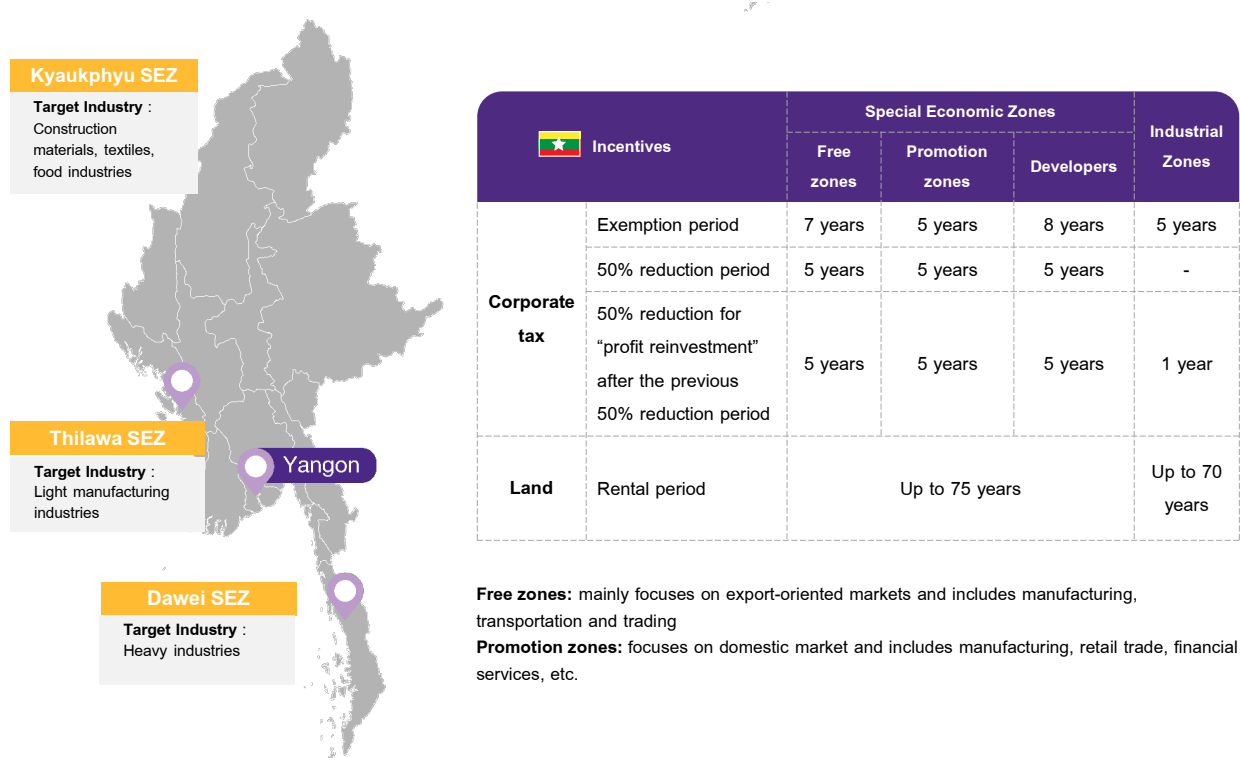 Kyaukphyu SEZ
Target Industry :
Construction
materials, textiles,
food industries
Thilawa SEZ
Target Industry :
Light manufacturing
industries
Yangon
Dawei SEZ
Target Industry :
Heavy industries
Incentives
Special Economic Zones
Free
zones
Promotion
zones
Developers
Industrial
Zones
Corporate
tax
Exemption period
7 years
5 years
8 years
5 years
50% reduction period
5 years
5 years
5 years
-
50% reduction for
“profit reinvestment”
after the previous
50% reduction period
5 years
5 years
5 years
1 year
Land
Rental period
Up to 75 years
Up to 70
years
Free zones: mainly focuses on export-oriented markets and includes manufacturing,
transportation and trading
Promotion zones: focuses on domestic market and includes manufacturing, retail trade, financial
services, etc.